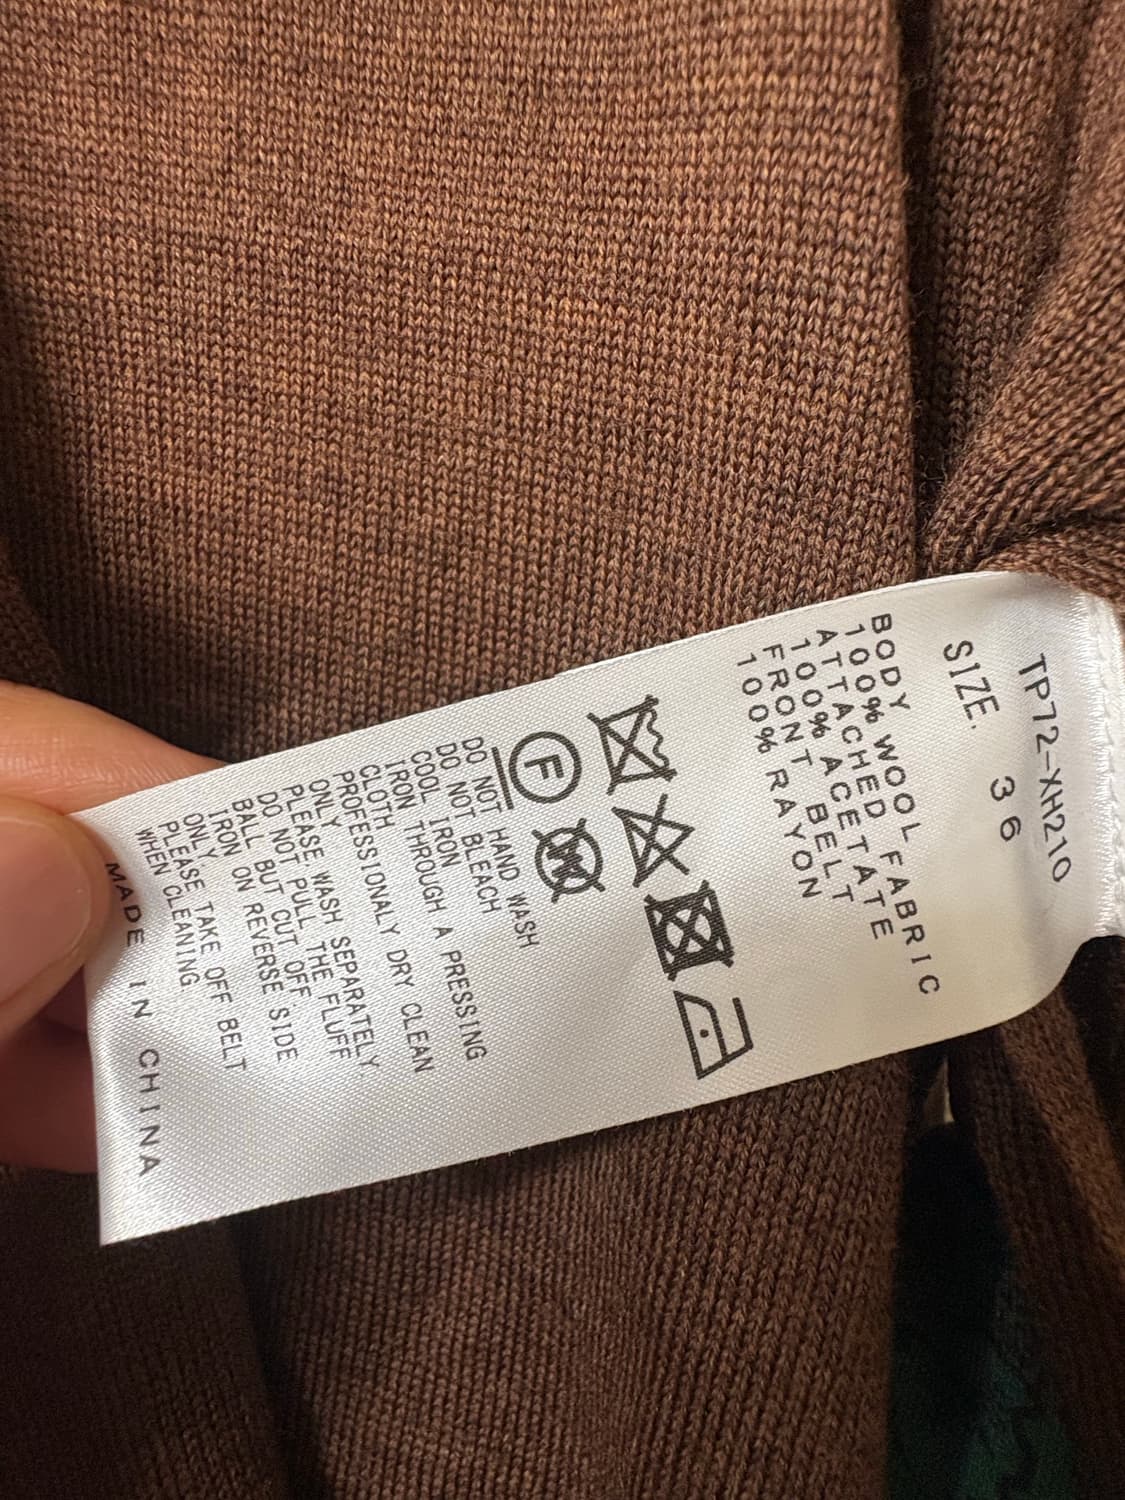 TP72-XH210
SIZE. 36
BODY
100% WOOL FABRIC
ATTACHED
100% ACETATE
FRONT BELT
100% RAYON
F
W
DO NOT HAND WASH
DO NOT BLEACH
COOL IRON
IRON THROUGH A PRESSING
CLOTH
PROFESSIONALY DRY CLEAN
ONLY
PLEASE WASH SEPARATELY
DO NOT PULL THE FLUFF
BALL BUT CUT OFF
IRON ON REVERSE SIDE
ONLY
PLEASE TAKE OFF BELT
WHEN CLEANING
MADE IN CHINA